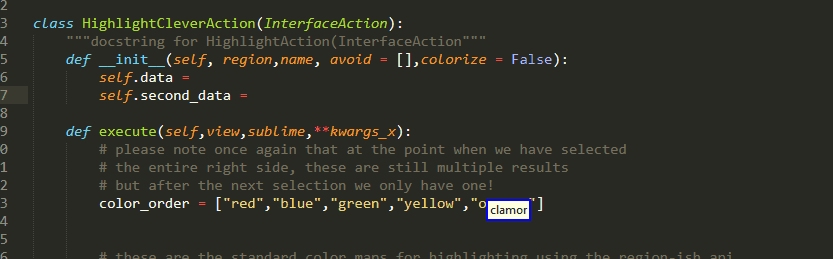 2
3 class HighlightCleverAction(InterfaceAction):
4 """docstring for HighlightAction(InterfaceAction"""
5 def __init__(self, region,name, avoid = [],colorize = False):
6 self.data =
7 self.second_data =
8
9 def execute(self,view,sublime,**kwargs_x):
0 # please note once again that at the point when we have selected
1 # the entire right side, these are still multiple results
2 # but after the next selection we only have one!
3 color_order = ["red","blue","green","yellow","o "]
clamor
4
5
6 # these are the standard color maps for highlighting using the region-ish api